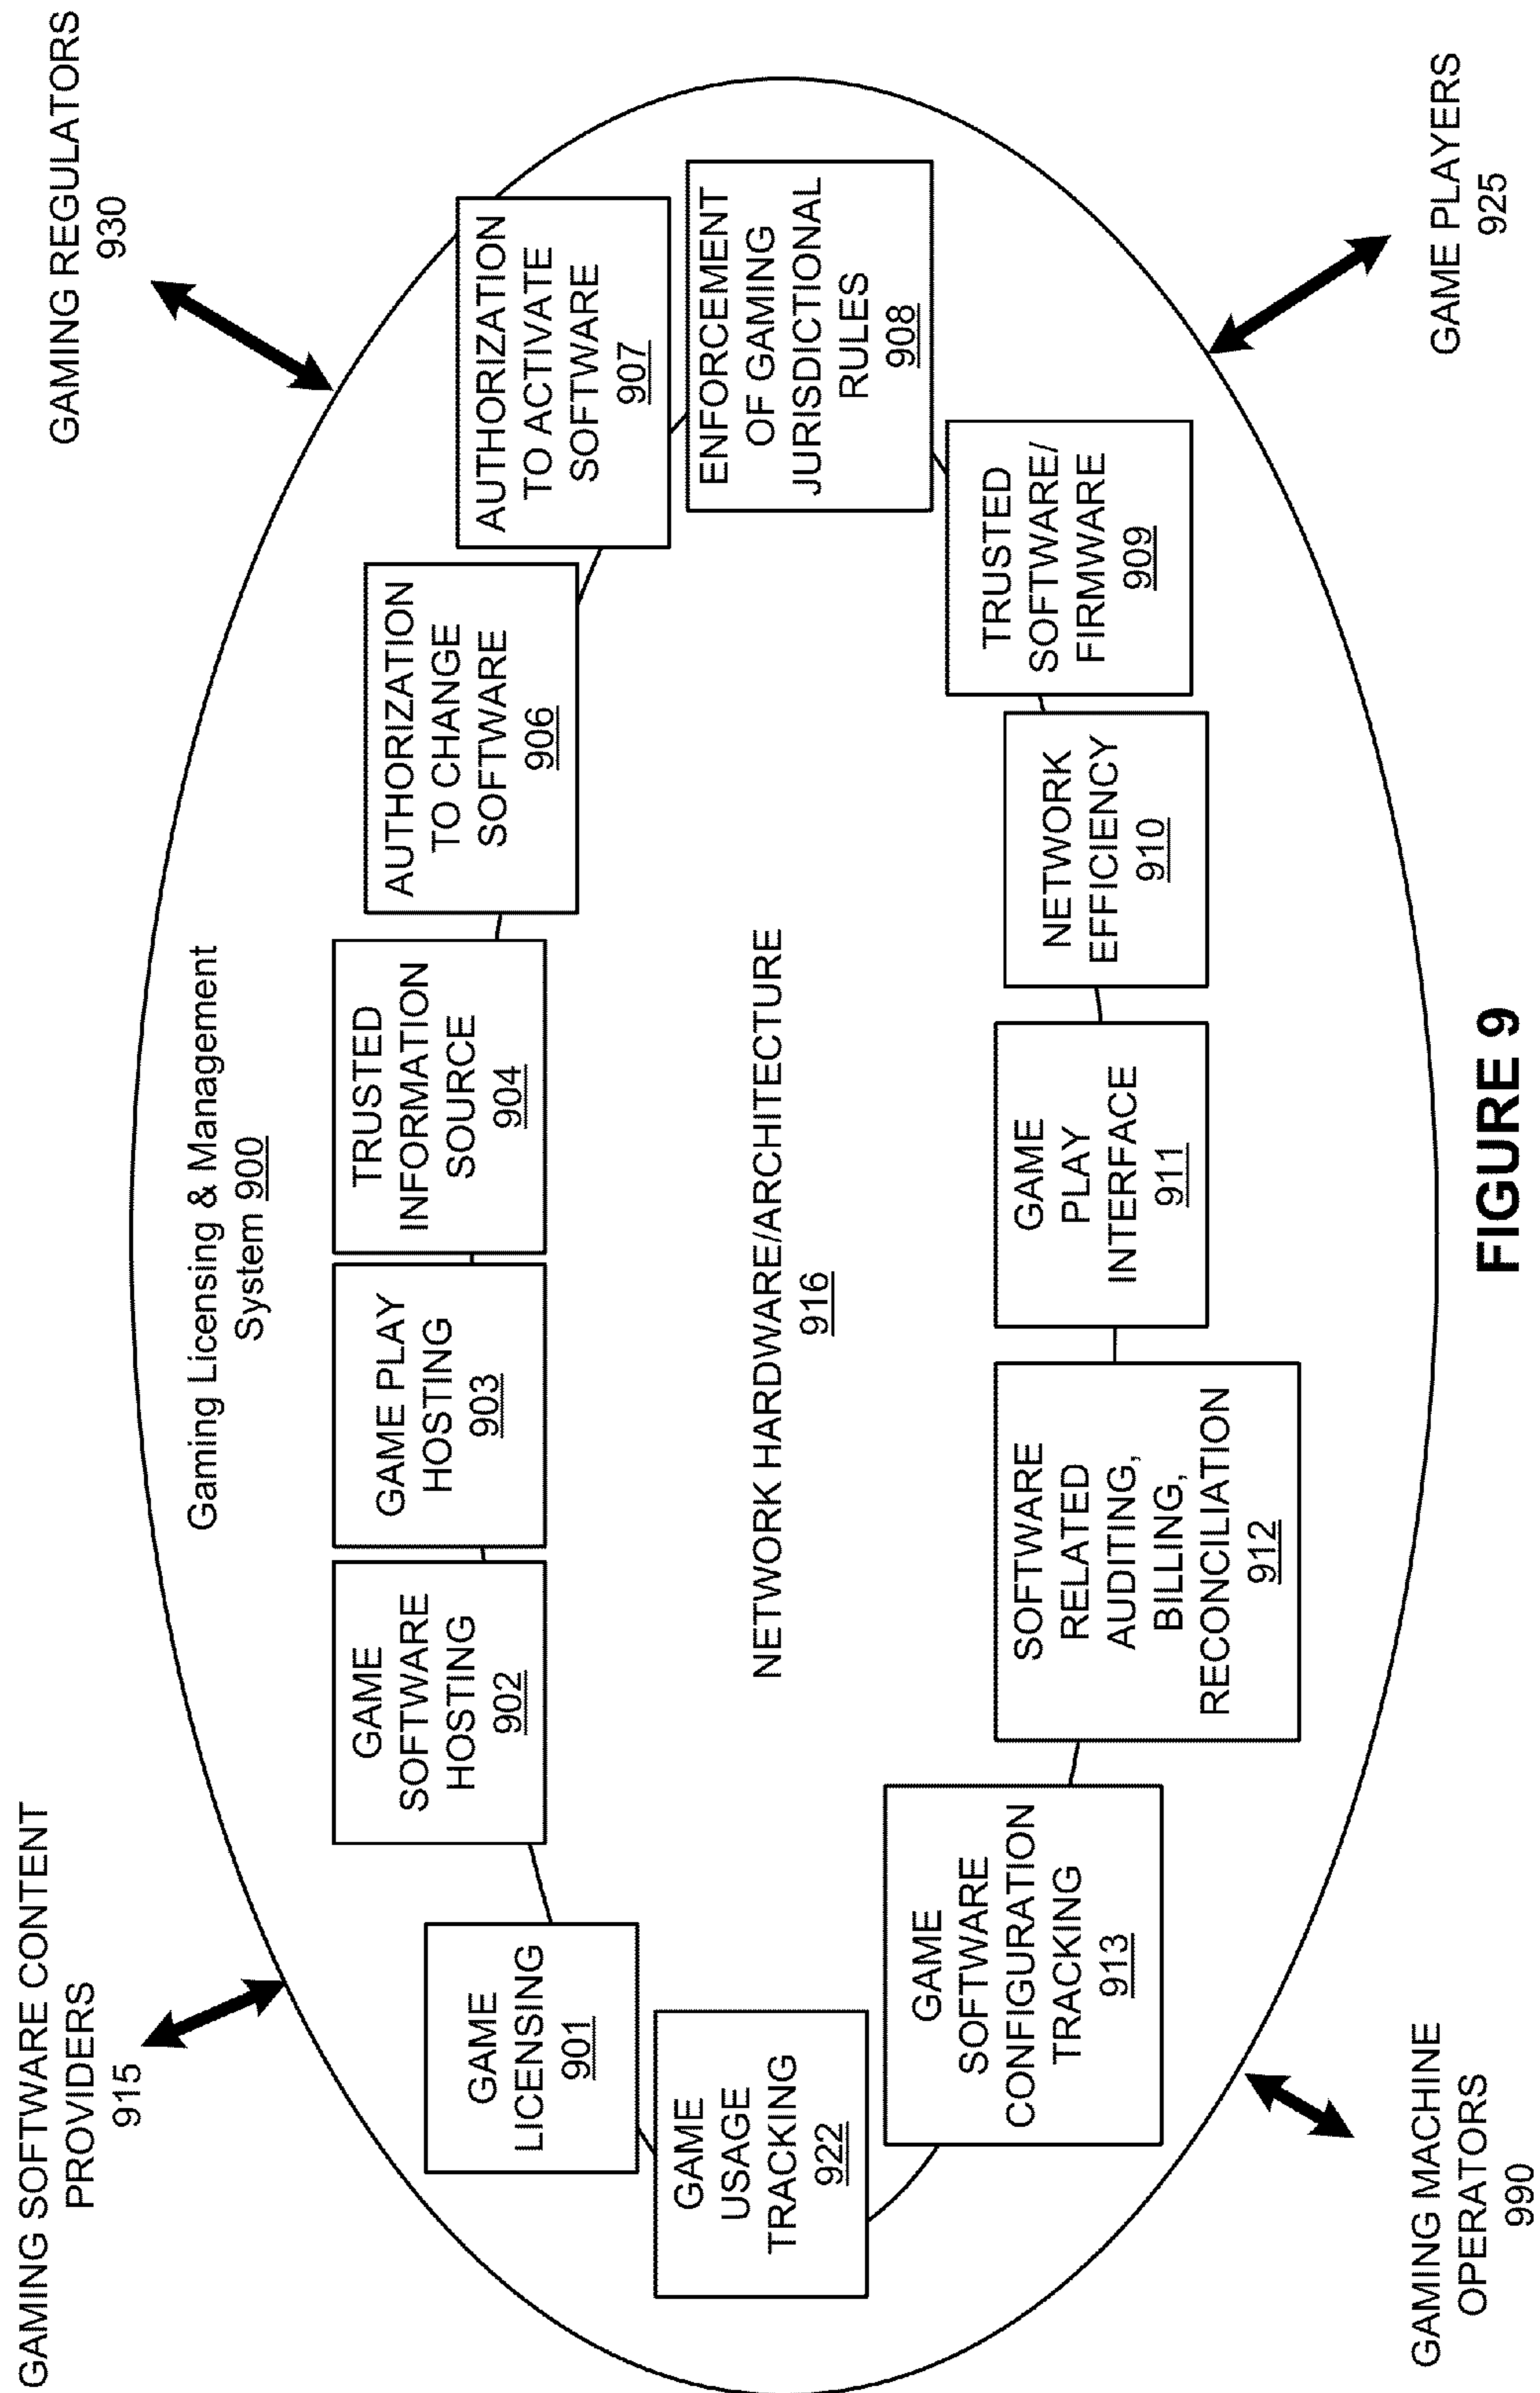 GAMING SOFTWARE CONTENT
PROVIDERS
915
GAMING REGULATORS
930
Gaming Licensing & Management
System 900
GAME
LICENSING
901
GAME
SOFTWARE
HOSTING
902
GAME PLAY
HOSTING
903
TRUSTED
INFORMATION
SOURCE
904
AUTHORIZATION
TO CHANGE
SOFTWARE
906
AUTHORIZATION
TO ACTIVATE
SOFTWARE
907
ENFORCEMENT
OF GAMING
JURISDICTIONAL
RULES
908
NETWORK HARDWARE/ARCHITECTURE
916
GAME
USAGE
TRACKING
922
GAME
SOFTWARE
CONFIGURATION
TRACKING
913
SOFTWARE
RELATED
AUDITING,
BILLING,
RECONCILIATION
912
GAME
PLAY
INTERFACE
911
NETWORK
EFFICIENCY
910
TRUSTED
SOFTWARE/
FIRMWARE
909
GAMING MACHINE
OPERATORS
990
GAME PLAYERS
925
FIGURE 9